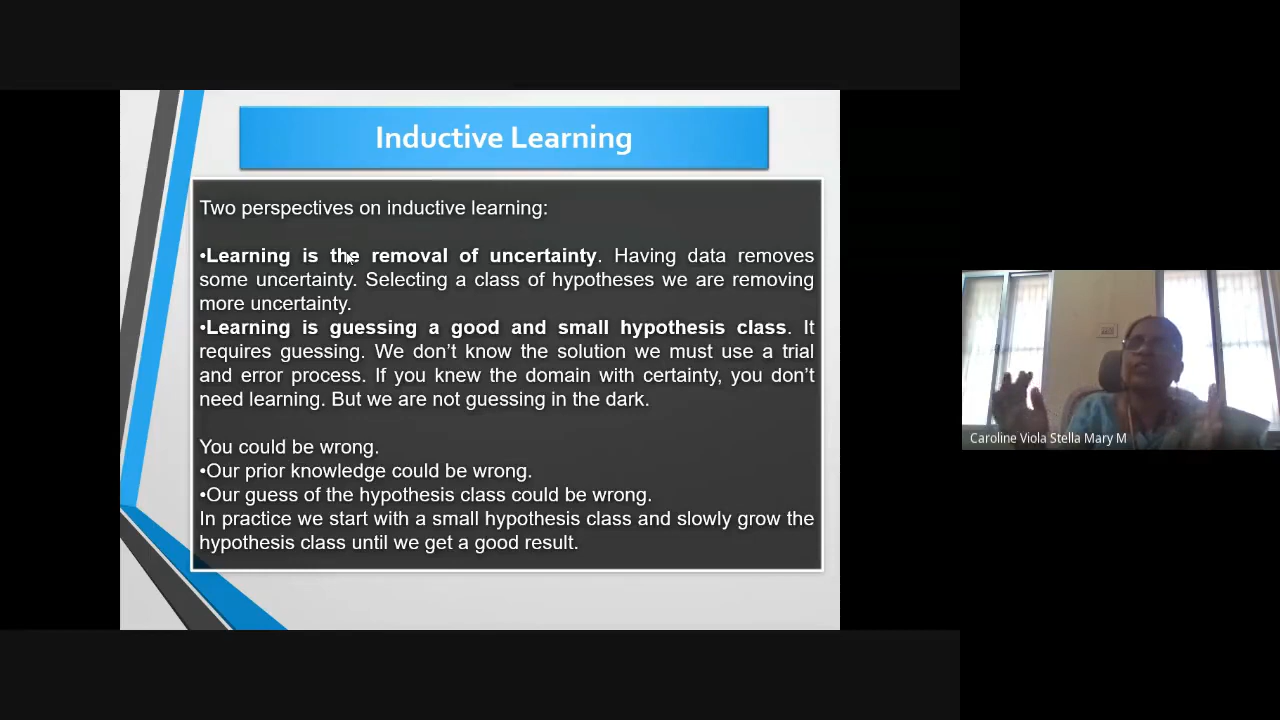 Inductive Learning
Two perspectives on inductive learning:
•Learning is the removal of uncertainty. Having data removes
some uncertainty. Selecting a class of hypotheses we are removing
more uncertainty.
•Learning is guessing a good and small hypothesis class. It
requires guessing. We don’t know the solution we must use a trial
and error process. If you knew the domain with certainty, you don’t
need learning. But we are not guessing in the dark.
You could be wrong.
•Our prior knowledge could be wrong.
•Our guess of the hypothesis class could be wrong.
In practice we start with a small hypothesis class and slowly grow the
hypothesis class until we get a good result.
Caroline Viola Stella Mary M